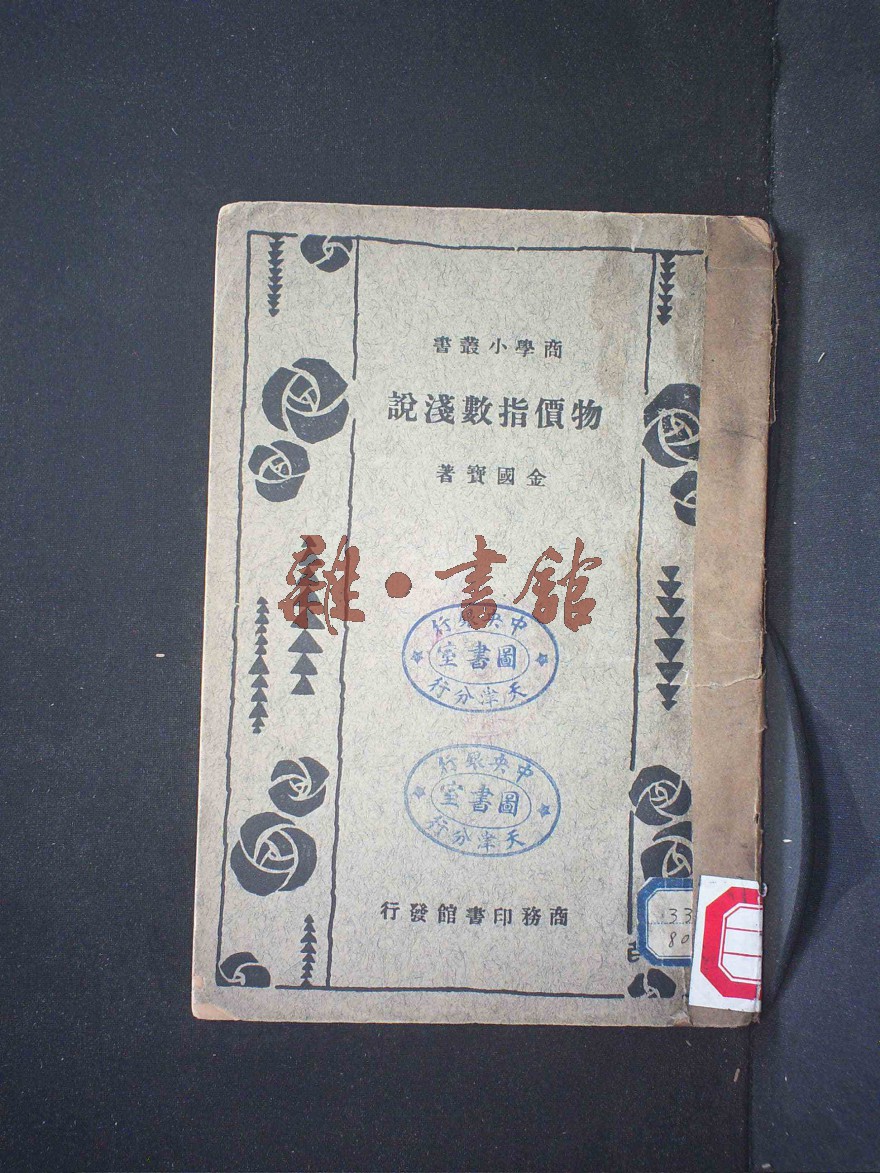 商學小叢書
物價指數淺說
金國寶著
雜·書館
中央銀行
圖書室
天津分行
中央銀行
圖書室
天津分行
商務印書館發行
33
80